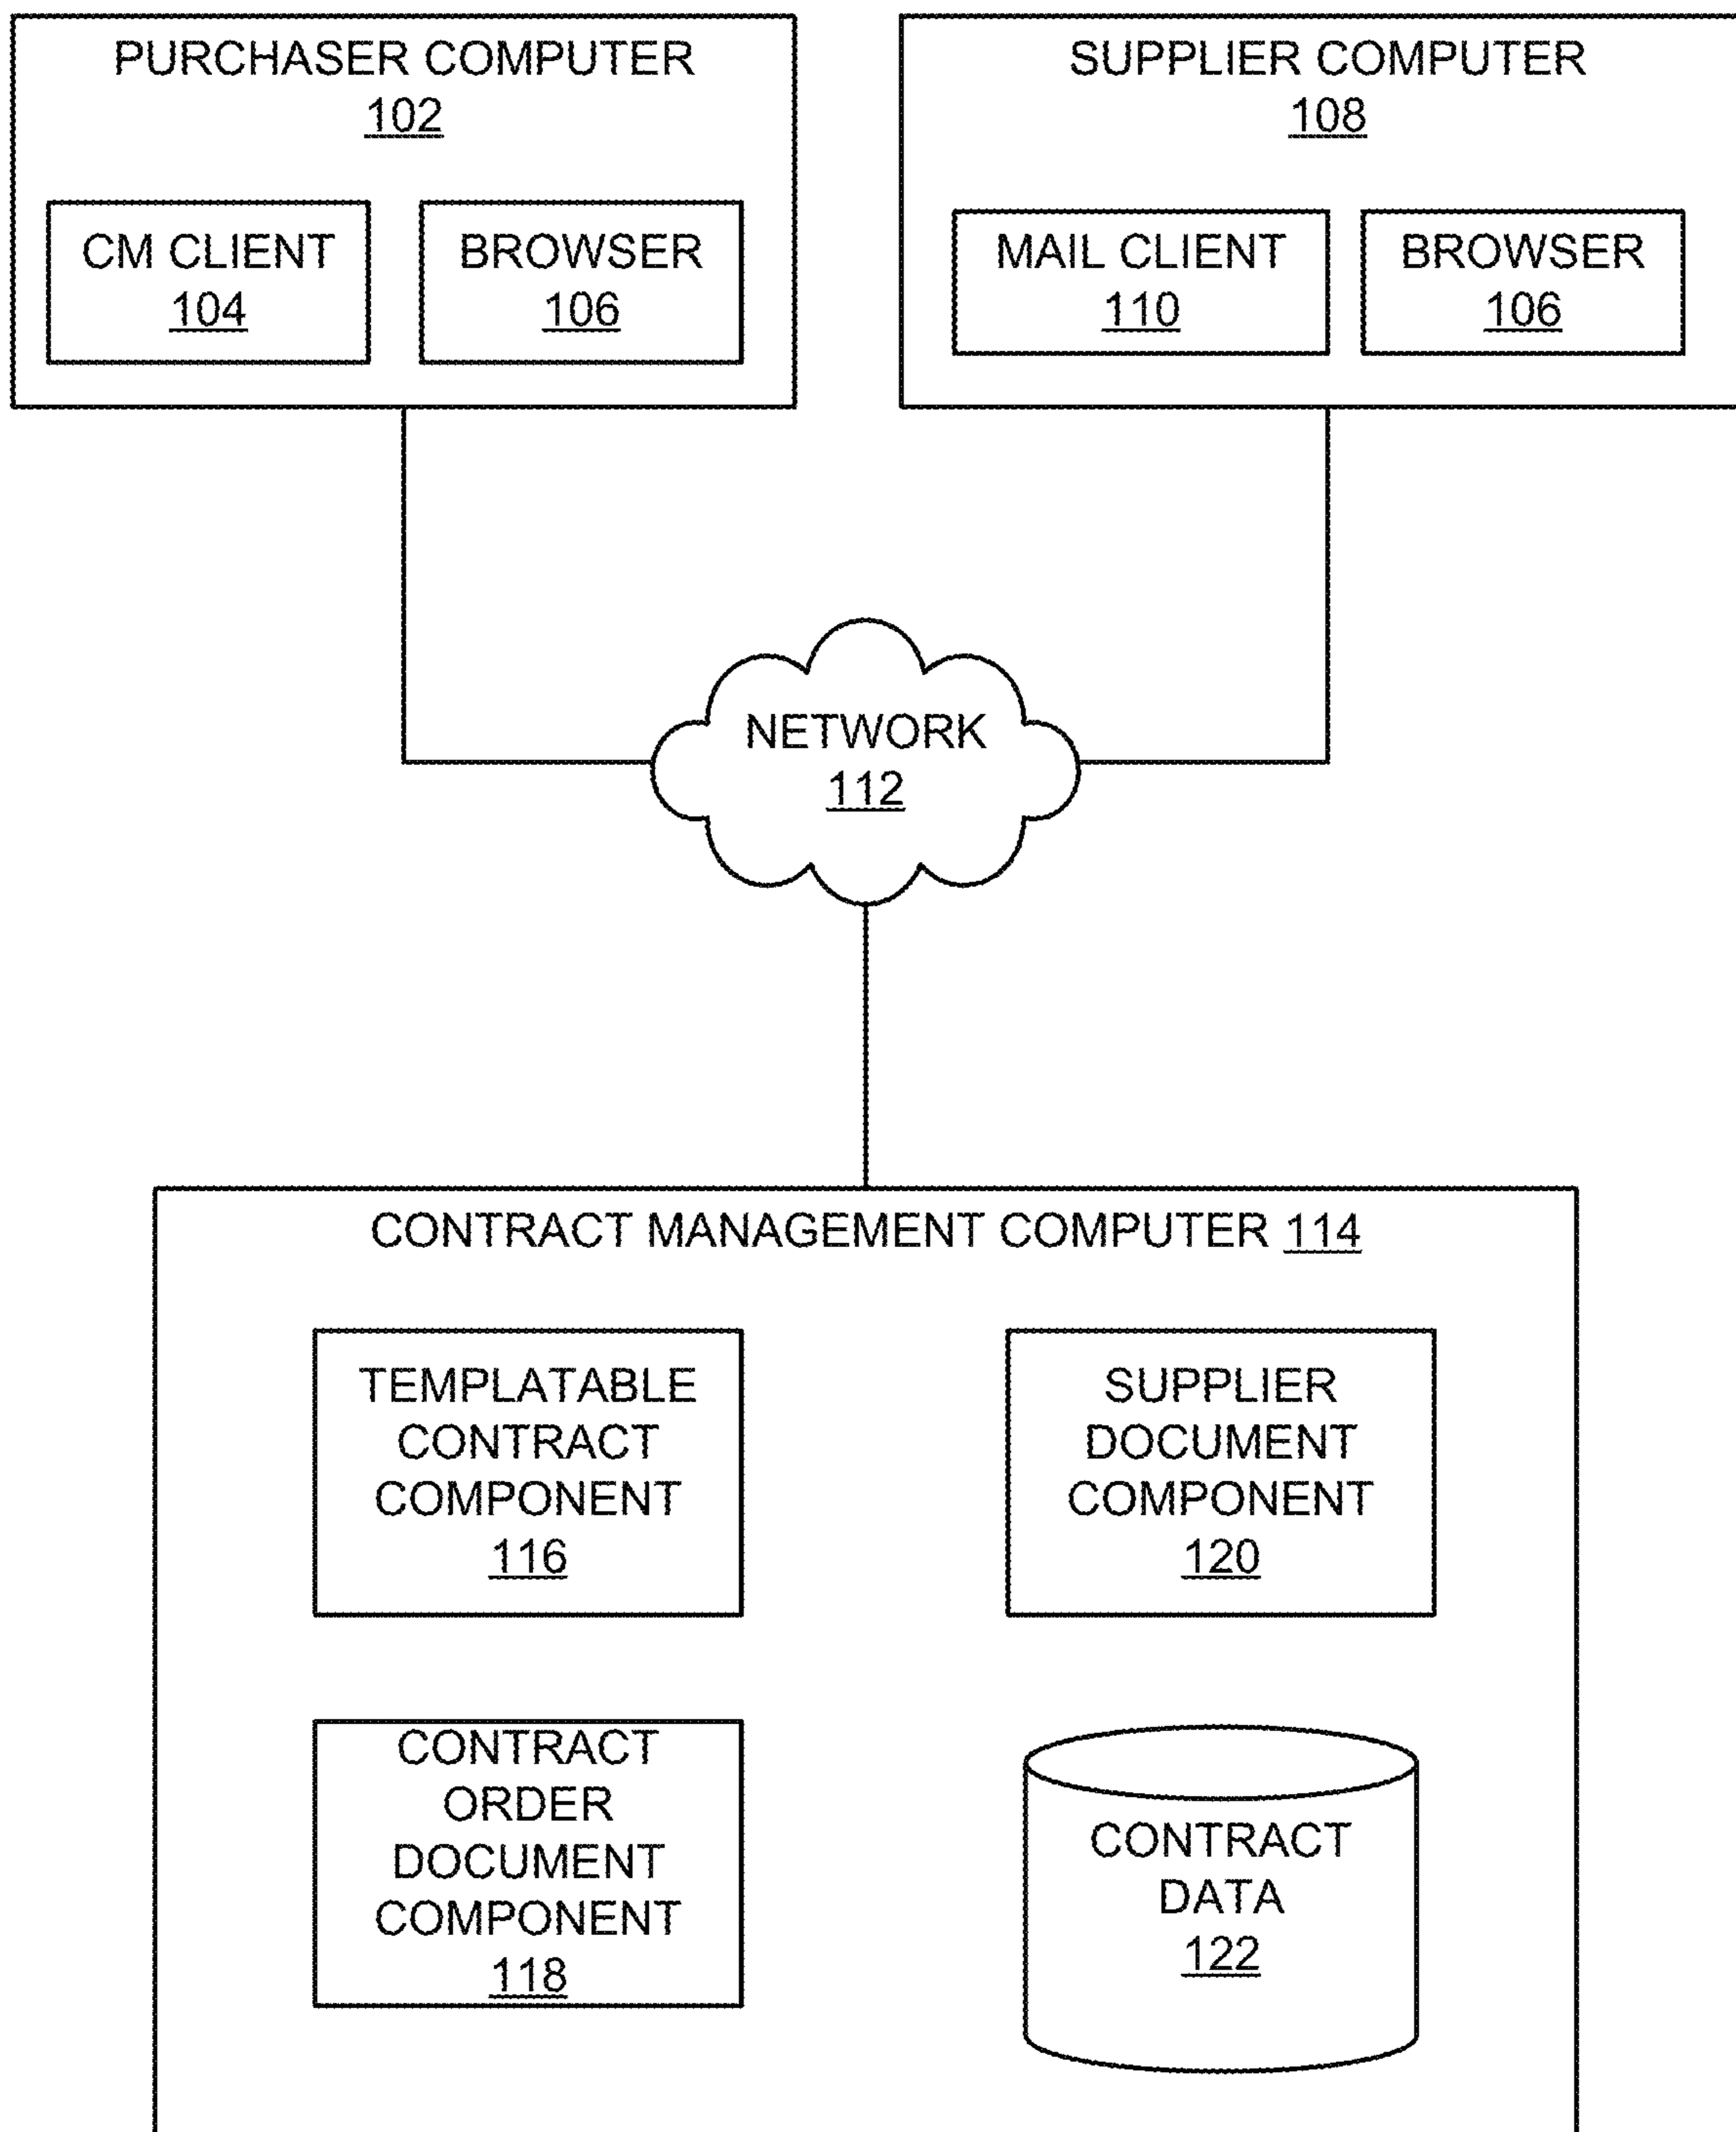 PURCHASER COMPUTER
102
CM CLIENT
104
BROWSER
106
SUPPLIER COMPUTER
108
MAIL CLIENT
110
BROWSER
106
NETWORK
112
CONTRACT MANAGEMENT COMPUTER 114
TEMPLATABLE
CONTRACT
COMPONENT
116
SUPPLIER
DOCUMENT
COMPONENT
120
CONTRACT
ORDER
DOCUMENT
COMPONENT
118
CONTRACT
DATA
122